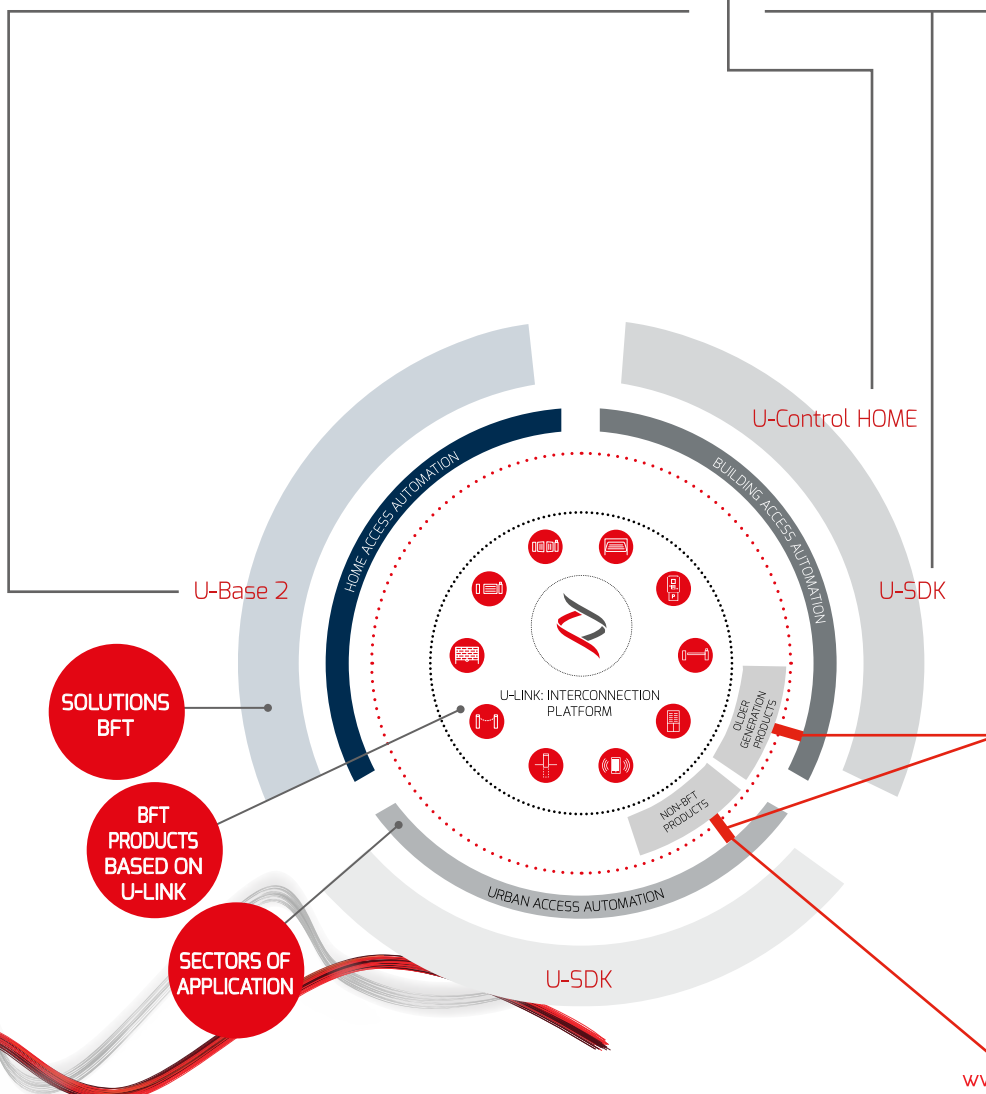 U-Control HOME
HOME ACCESS AUTOMATION
BUILDING ACCESS AUTOMATION
U-Base 2
U-SDK
P
SOLUTIONS
BFT
U-LINK: INTERCONNECTION
PLATFORM
OLDER
GENERATION
PRODUCTS
BFT
PRODUCTS
BASED ON
U-LINK
NON-BFT
PRODUCTS
URBAN ACCESS AUTOMATION
SECTORS OF
APPLICATION
U-SDK